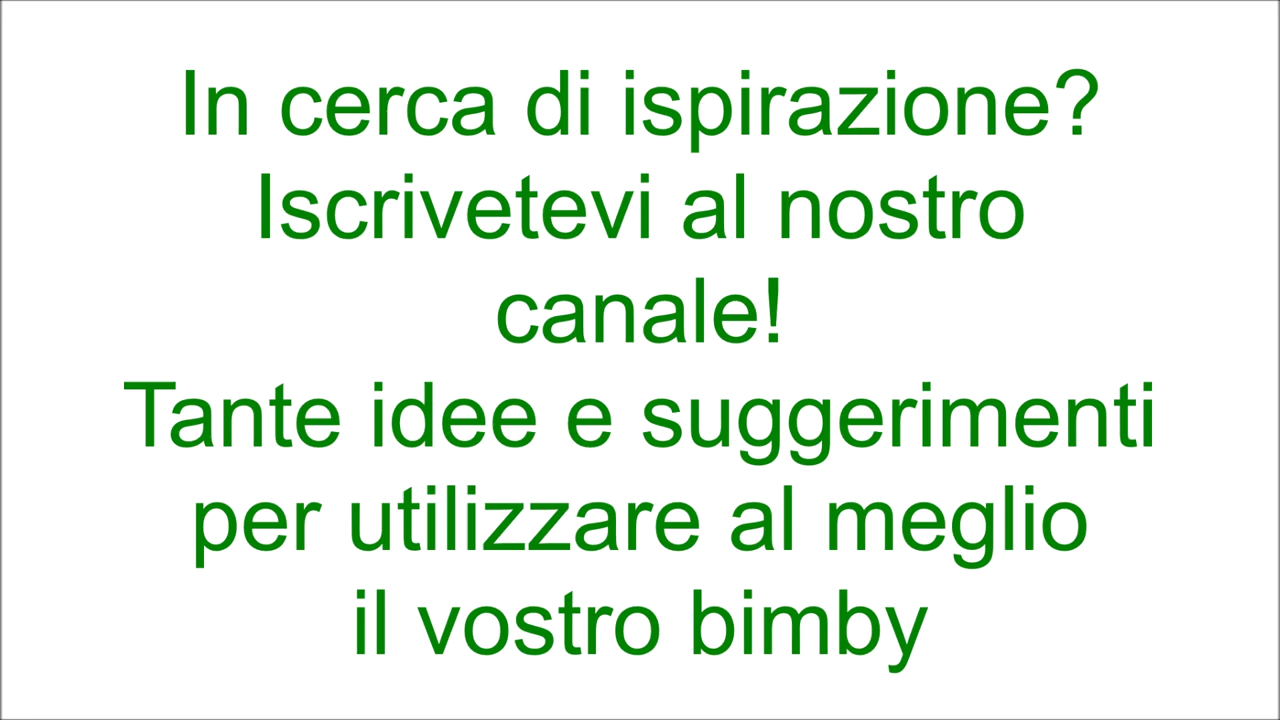 In cerca di ispirazione?
Iscrivetevi al nostro
canale!
Tante idee e suggerimenti
per utilizzare al meglio
il vostro bimby